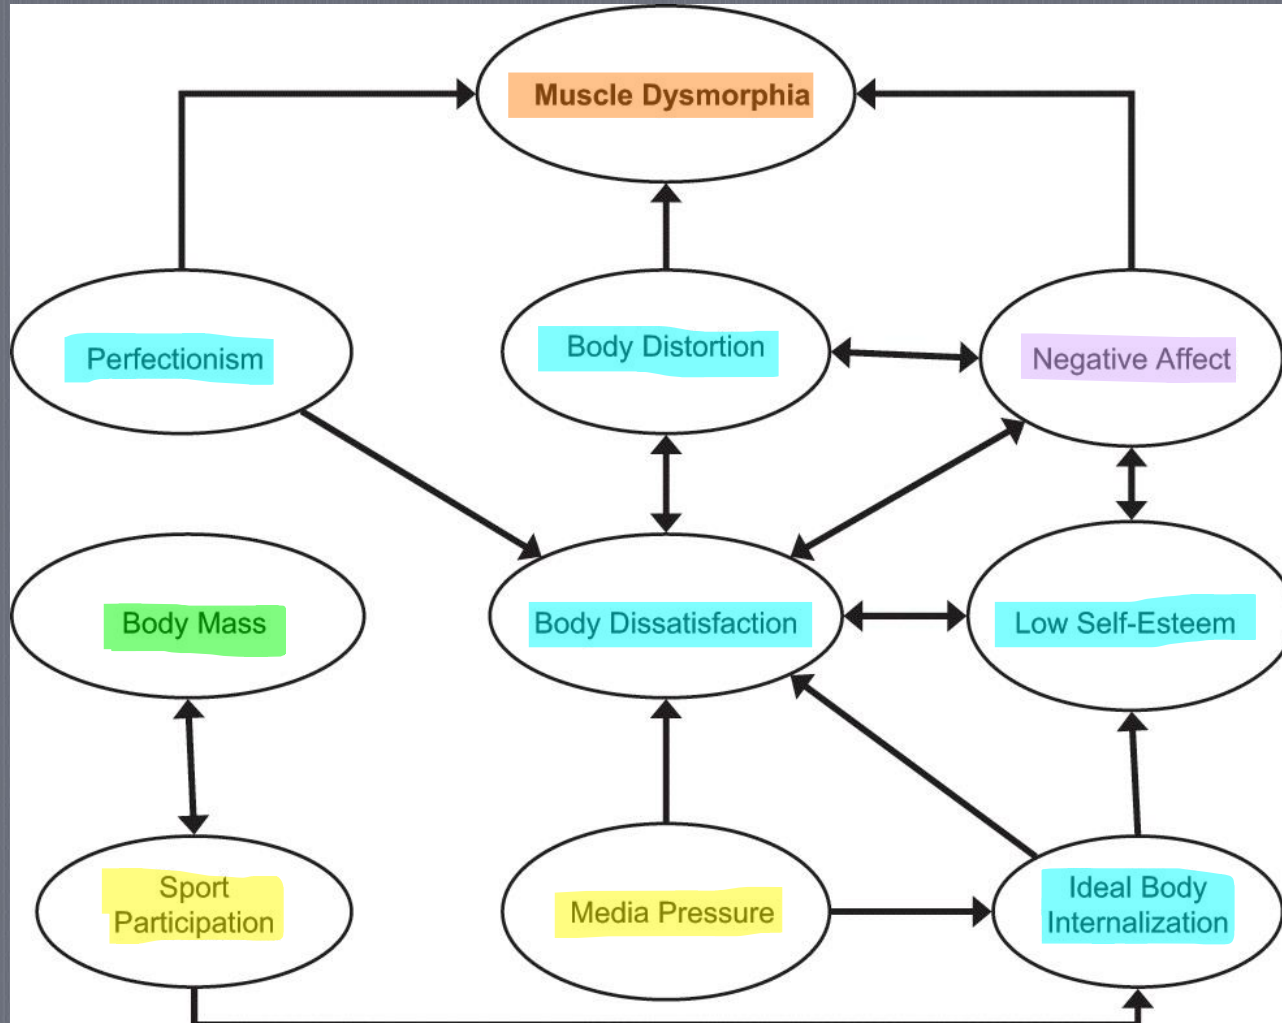 Muscle Dysmorphia
Perfectionism
Body Distortion
Negative Affect
Body Mass
Body Dissatisfaction
Low Self-Esteem
Sport
Participation
Media Pressure
Ideal Body
Internalization